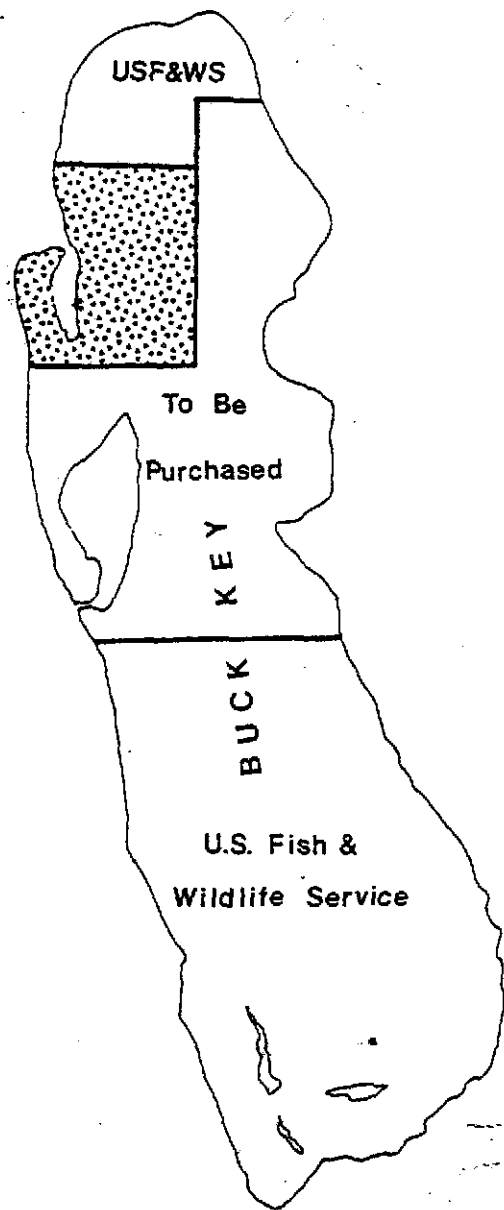 USF&WS
To Be
Purchased
BUCK KEY
U.S. Fish &
Wildlife Service